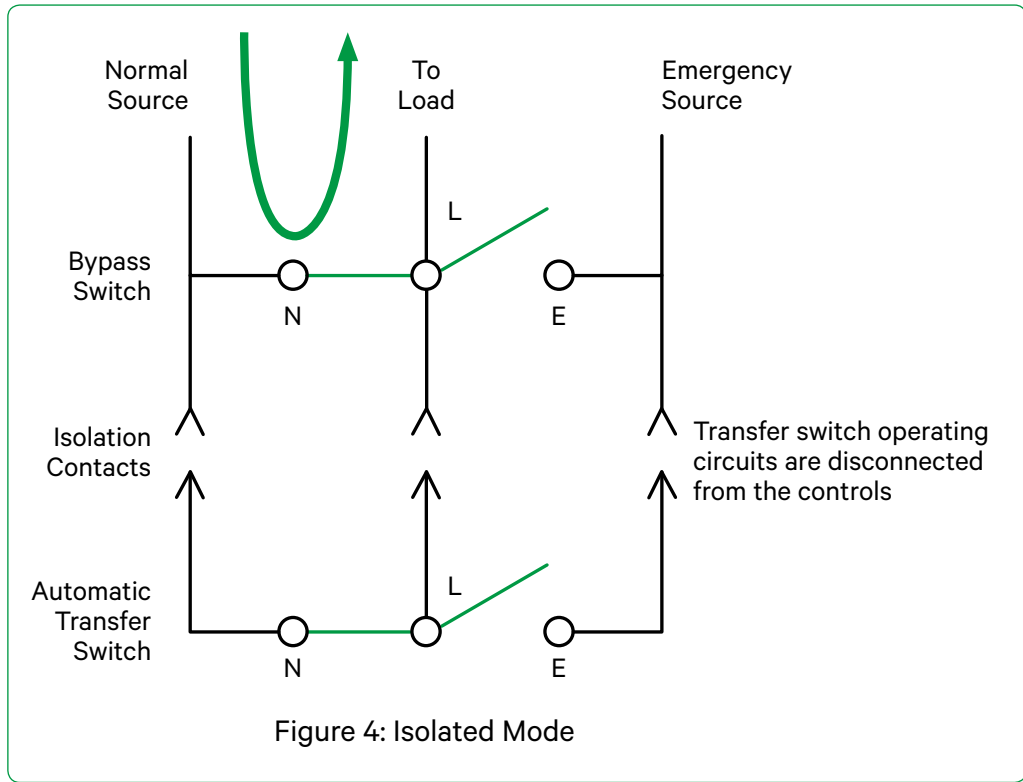 Normal
Source
To
Load
Emergency
Source
L
Bypass
Switch
N
E
Isolation
Contacts
Transfer switch operating
circuits are disconnected
from the controls
L
Automatic
Transfer
Switch
N
E
Figure 4: Isolated Mode